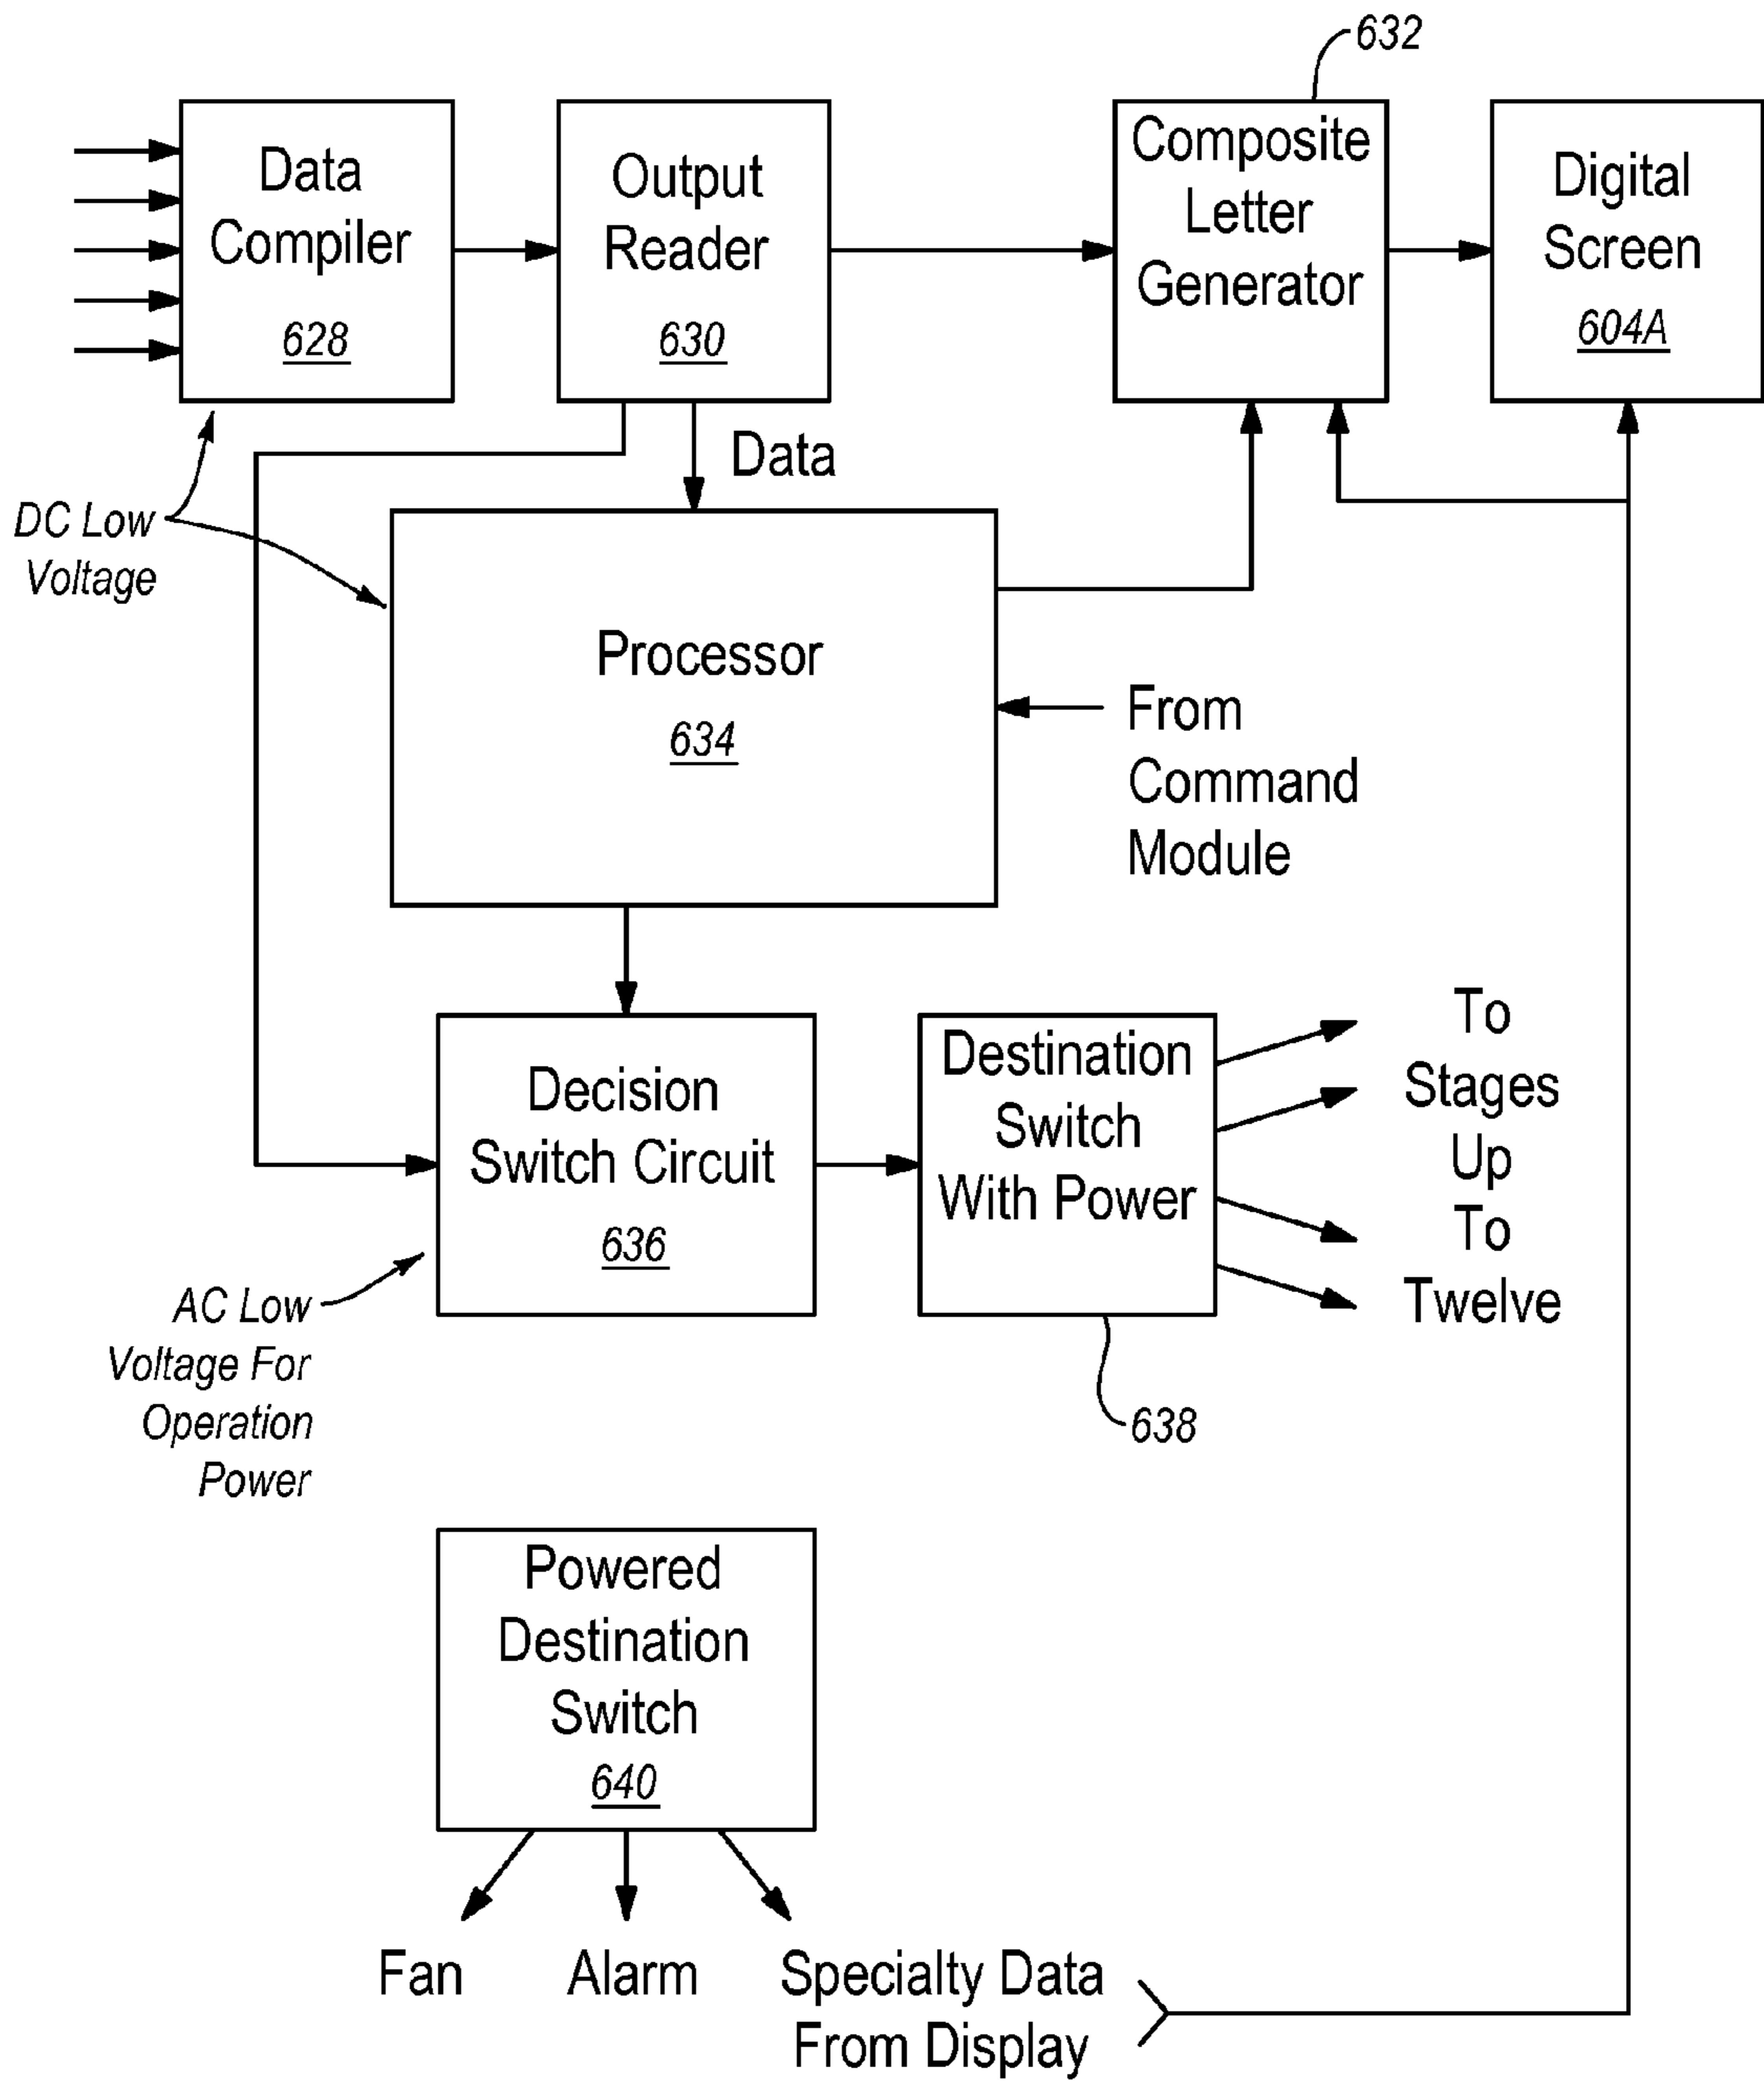 632
Data
Compiler
628
Output
Reader
630
Composite
Letter
Generator
Digital
Screen
604A
Data
DC Low
Voltage
Processor
634
From
Command
Module
Decision
Switch Circuit
636
Destination
Switch
With Power
To
Stages
Up
To
Twelve
AC Low
Voltage For
Operation
Power
638
Powered
Destination
Switch
640
Fan
Alarm
Specialty Data
From Display